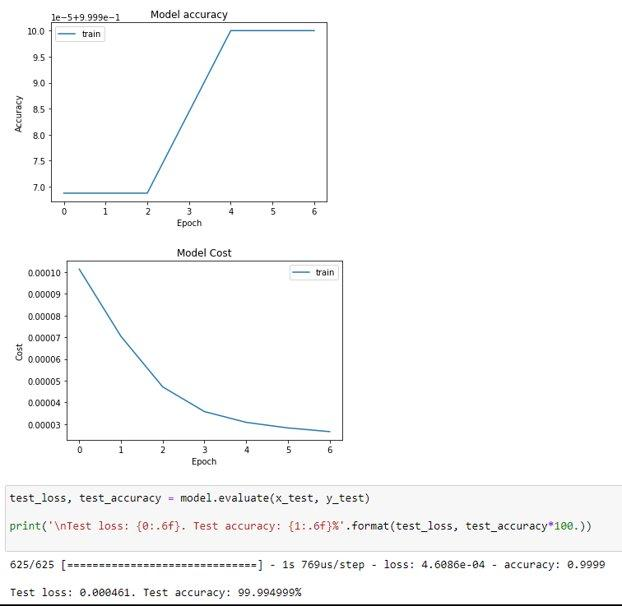 1e-5+9.999e-1
Model accuracy
train
10.0
9.5
9.0
8.5
8.0
7.5
7.0
Accuracy
0 1 2 3 4 5 6
Epoch
Model Cost
train
0.00010
0.00009
0.00008
0.00007
0.00006
0.00005
0.00004
0.00003
Cost
0 1 2 3 4 5 6
Epoch
test_loss, test_accuracy = model.evaluate(x_test, y_test)
print('\nTest loss: {0:.6f}. Test accuracy: {1:.6f}%'.format(test_loss, test_accuracy*100.))
625/625 [==============================] - 1s 769us/step - loss: 4.6086e-04 - accuracy: 0.9999
Test loss: 0.000461. Test accuracy: 99.994999%